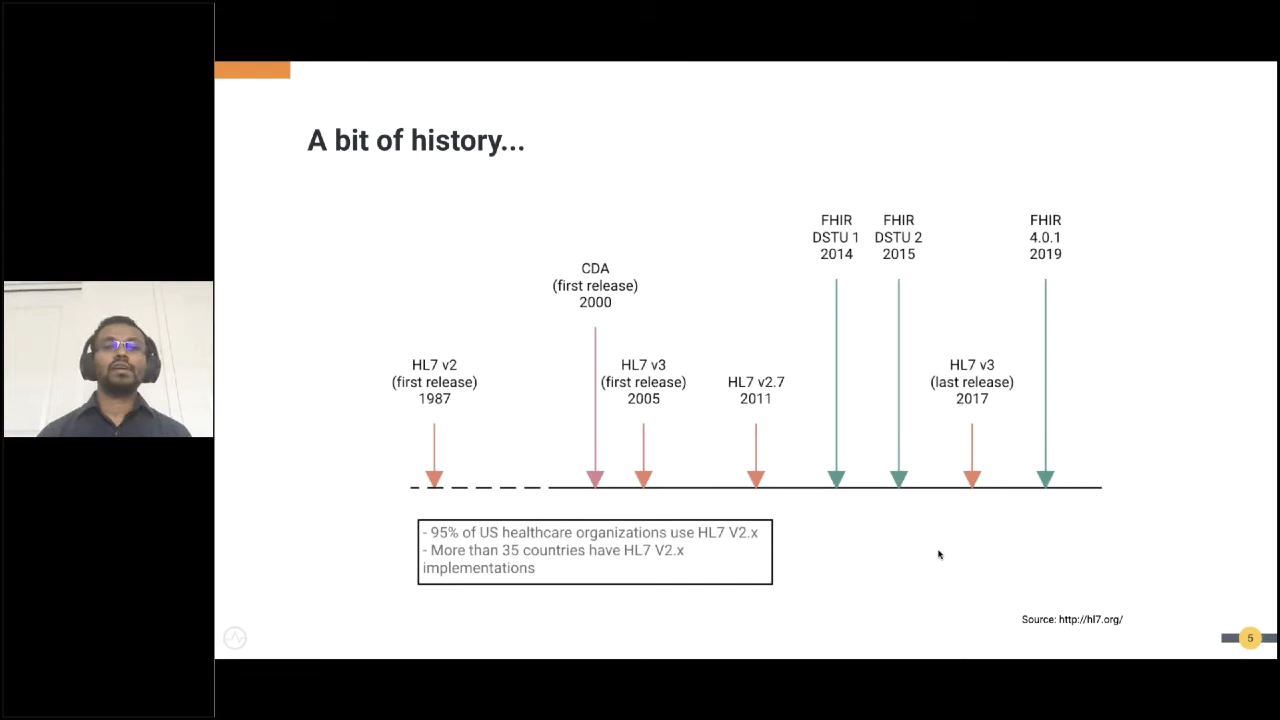 A bit of history...
FHIR
DSTU 1
2014
FHIR
DSTU 2
2015
FHIR
4.0.1
2019
CDA
(first release)
2000
HL7 v2
(first release)
1987
HL7 v3
(first release)
2005
HL7 v2.7
2011
HL7 v3
(last release)
2017
- 95% of US healthcare organizations use HL7 V2.x
- More than 35 countries have HL7 V2.x
implementations
Source: http://hl7.org/
5